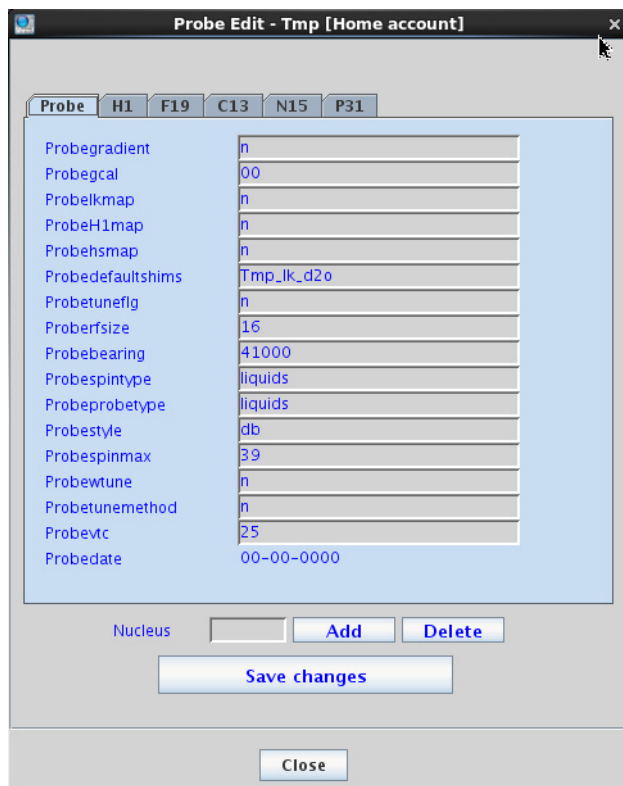 Probe Edit - Tmp [Home account]
Probe H1 F19 C13 N15 P31
Probegradient n
Probegcal 00
Probelkmap n
ProbeH1map n
Probehsmap n
Probedefaultshims Tmp_lk_d2o
Probetuneflg n
Proberfsize 16
Probebearing 41000
Probespintype liquids
Probeprobetype liquids
Probestyle db
Probespinmax 39
Probewtune n
Probetunemethod n
Probevtc 25
Probedate 00-00-0000
Nucleus Add Delete
Save changes
Close